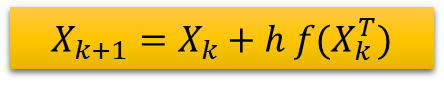 X_{k+1} = X_k + h f(X_k^T)